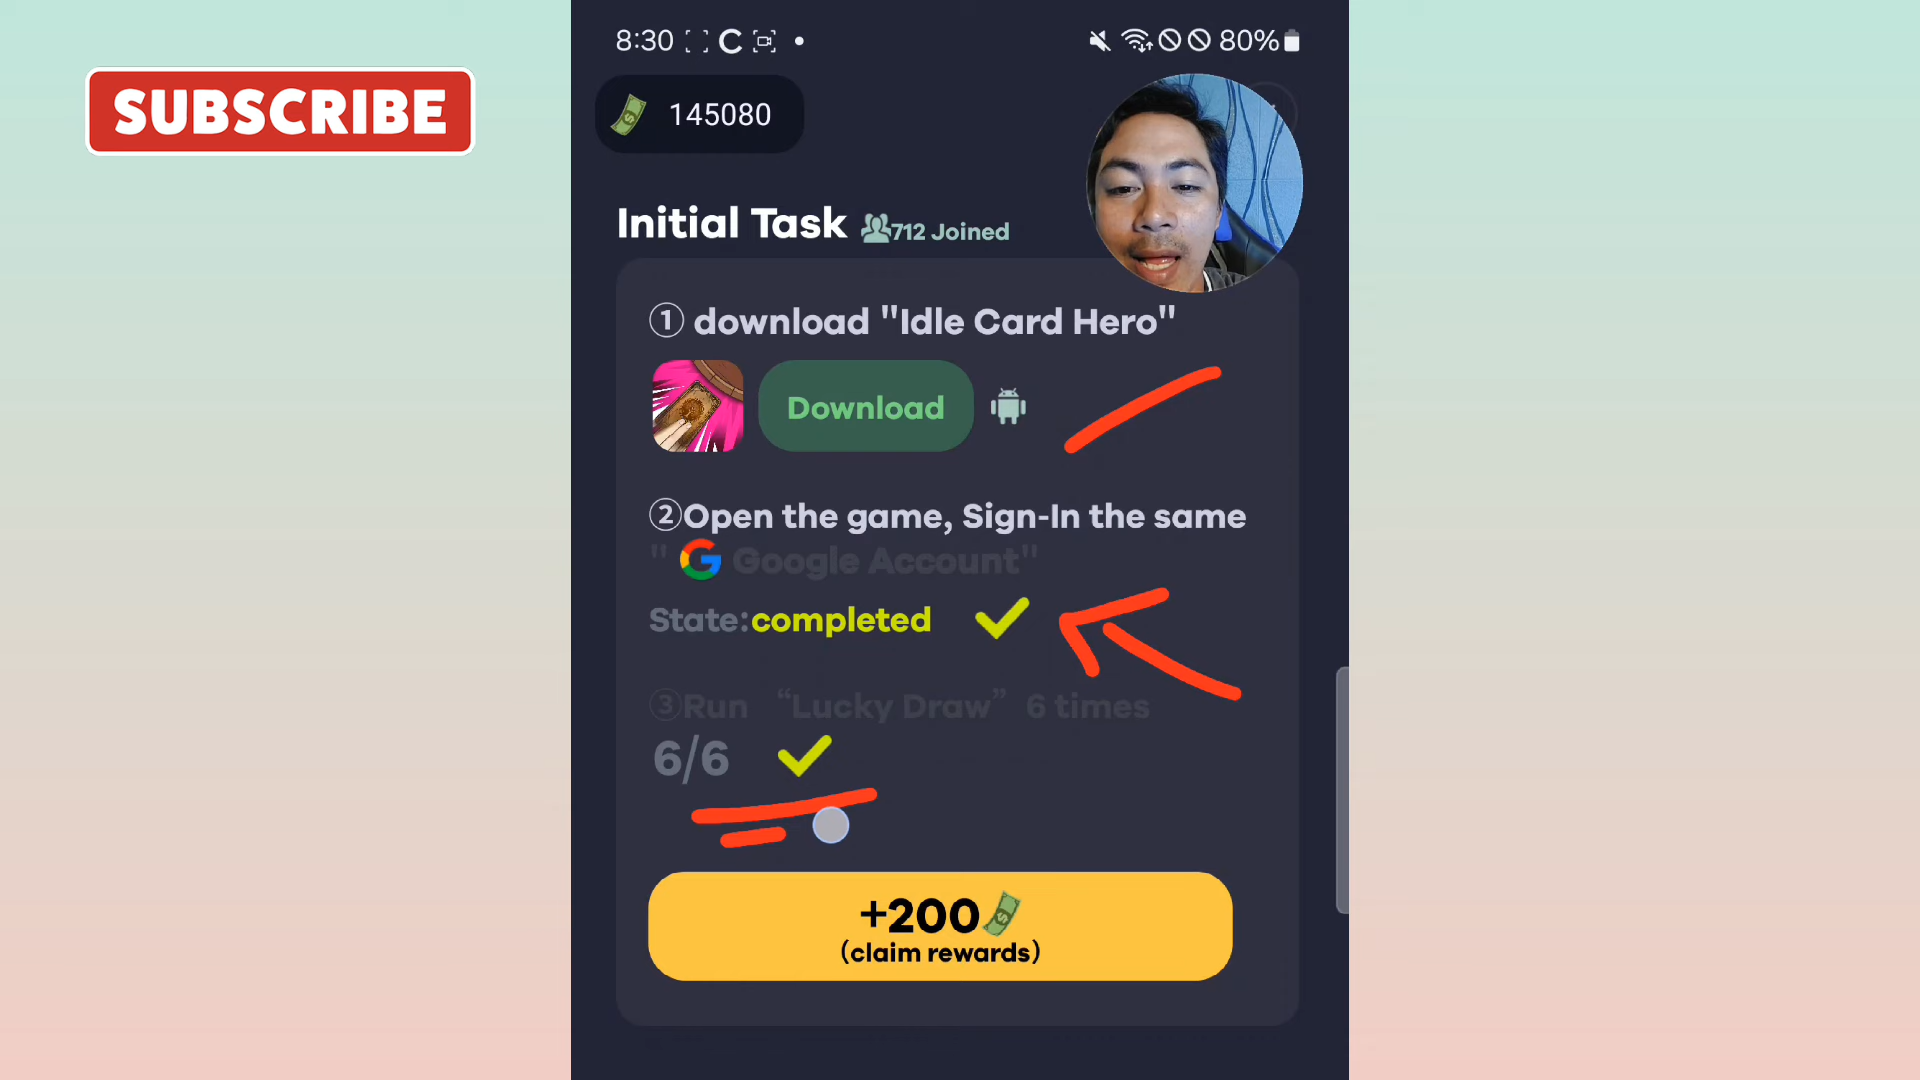 SUBSCRIBE
8:30
80%
145080
Initial Task 712 Joined
① download "Idle Card Hero"
Download
②Open the game, Sign-In the same
" G Google Account"
State:completed
③Run “Lucky Draw” 6 times
6/6
+200
(claim rewards)